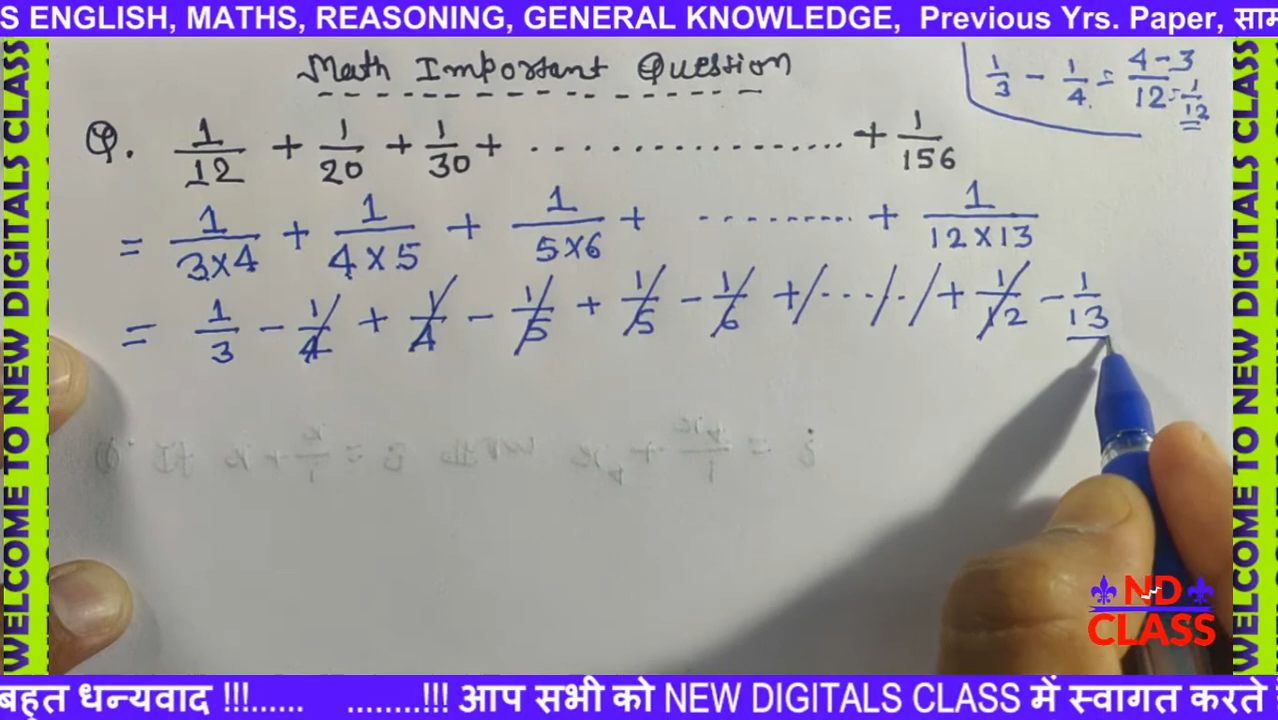 S ENGLISH, MATHS, REASONING, GENERAL KNOWLEDGE, Previous Yrs. Paper, साम
Math Important Question
1/3 - 1/4 = 4-3/12 = 1/12
Q. 1/12 + 1/20 + 1/30 + ................. + 1/156
= 1/3×4 + 1/4×5 + 1/5×6 + ......... + 1/12×13
= 1/3 - 1/4 + 1/4 - 1/5 + 1/5 - 1/6 + ..... + 1/12 - 1/13
WELCOME TO NEW DIGITALS CLASS
WELCOME TO NEW DIGITALS CLASS
ND
CLASS
बहुत धन्यवाद !!!...... ........!!! आप सभी को NEW DIGITALS CLASS में स्वागत करते